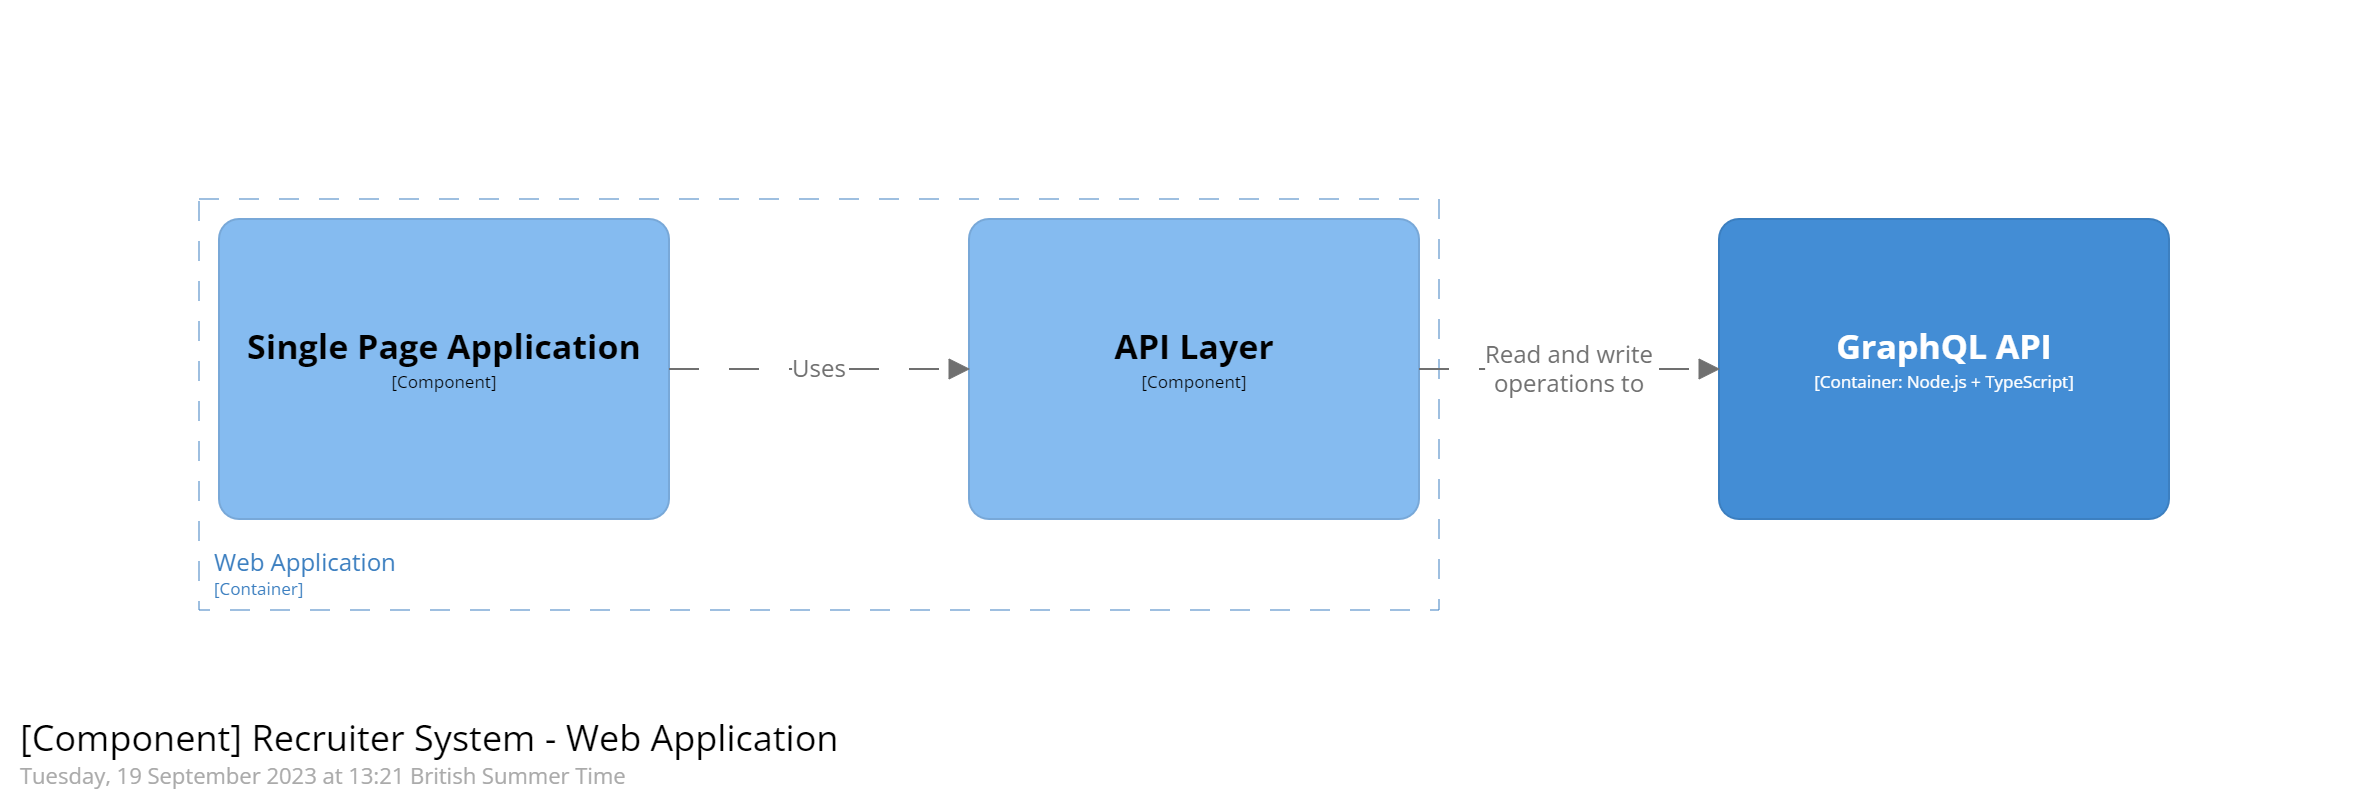 Single Page Application
[Component]
Uses
API Layer
[Component]
Read and write
operations to
GraphQL API
[Container: Node.js + TypeScript]
Web Application
[Container]
[Component] Recruiter System - Web Application
Tuesday, 19 September 2023 at 13:21 British Summer Time